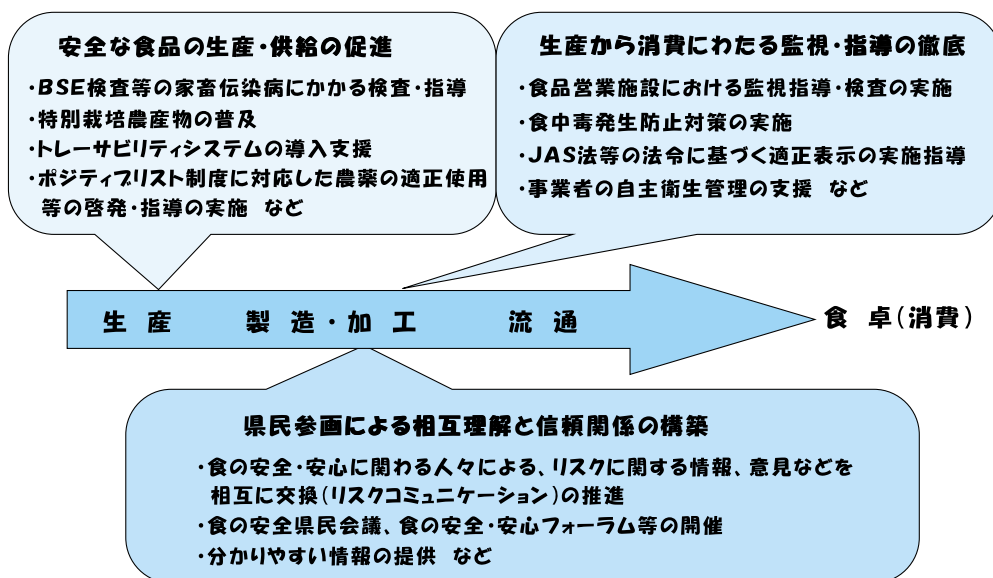 安全な食品の生産・供給の促進
・BSE検査等の家畜伝染病にかかる検査・指導
・特別栽培農産物の普及
・トレーサビリティシステムの導入支援
・ポジティブリスト制度に対応した農薬の適正使用
等の啓発・指導の実施 など
生産から消費にわたる監視・指導の徹底
・食品営業施設における監視指導・検査の実施
・食中毒発生防止対策の実施
・JAS法等の法令に基づく適正表示の実施指導
・事業者の自主衛生管理の支援 など
生産 製造・加工 流通 食卓(消費)
県民参画による相互理解と信頼関係の構築
・食の安全・安心に関わる人々による、リスクに関する情報、意見などを
相互に交換(リスクコミュニケーション)の推進
・食の安全県民会議、食の安全・安心フォーラム等の開催
・分かりやすい情報の提供 など